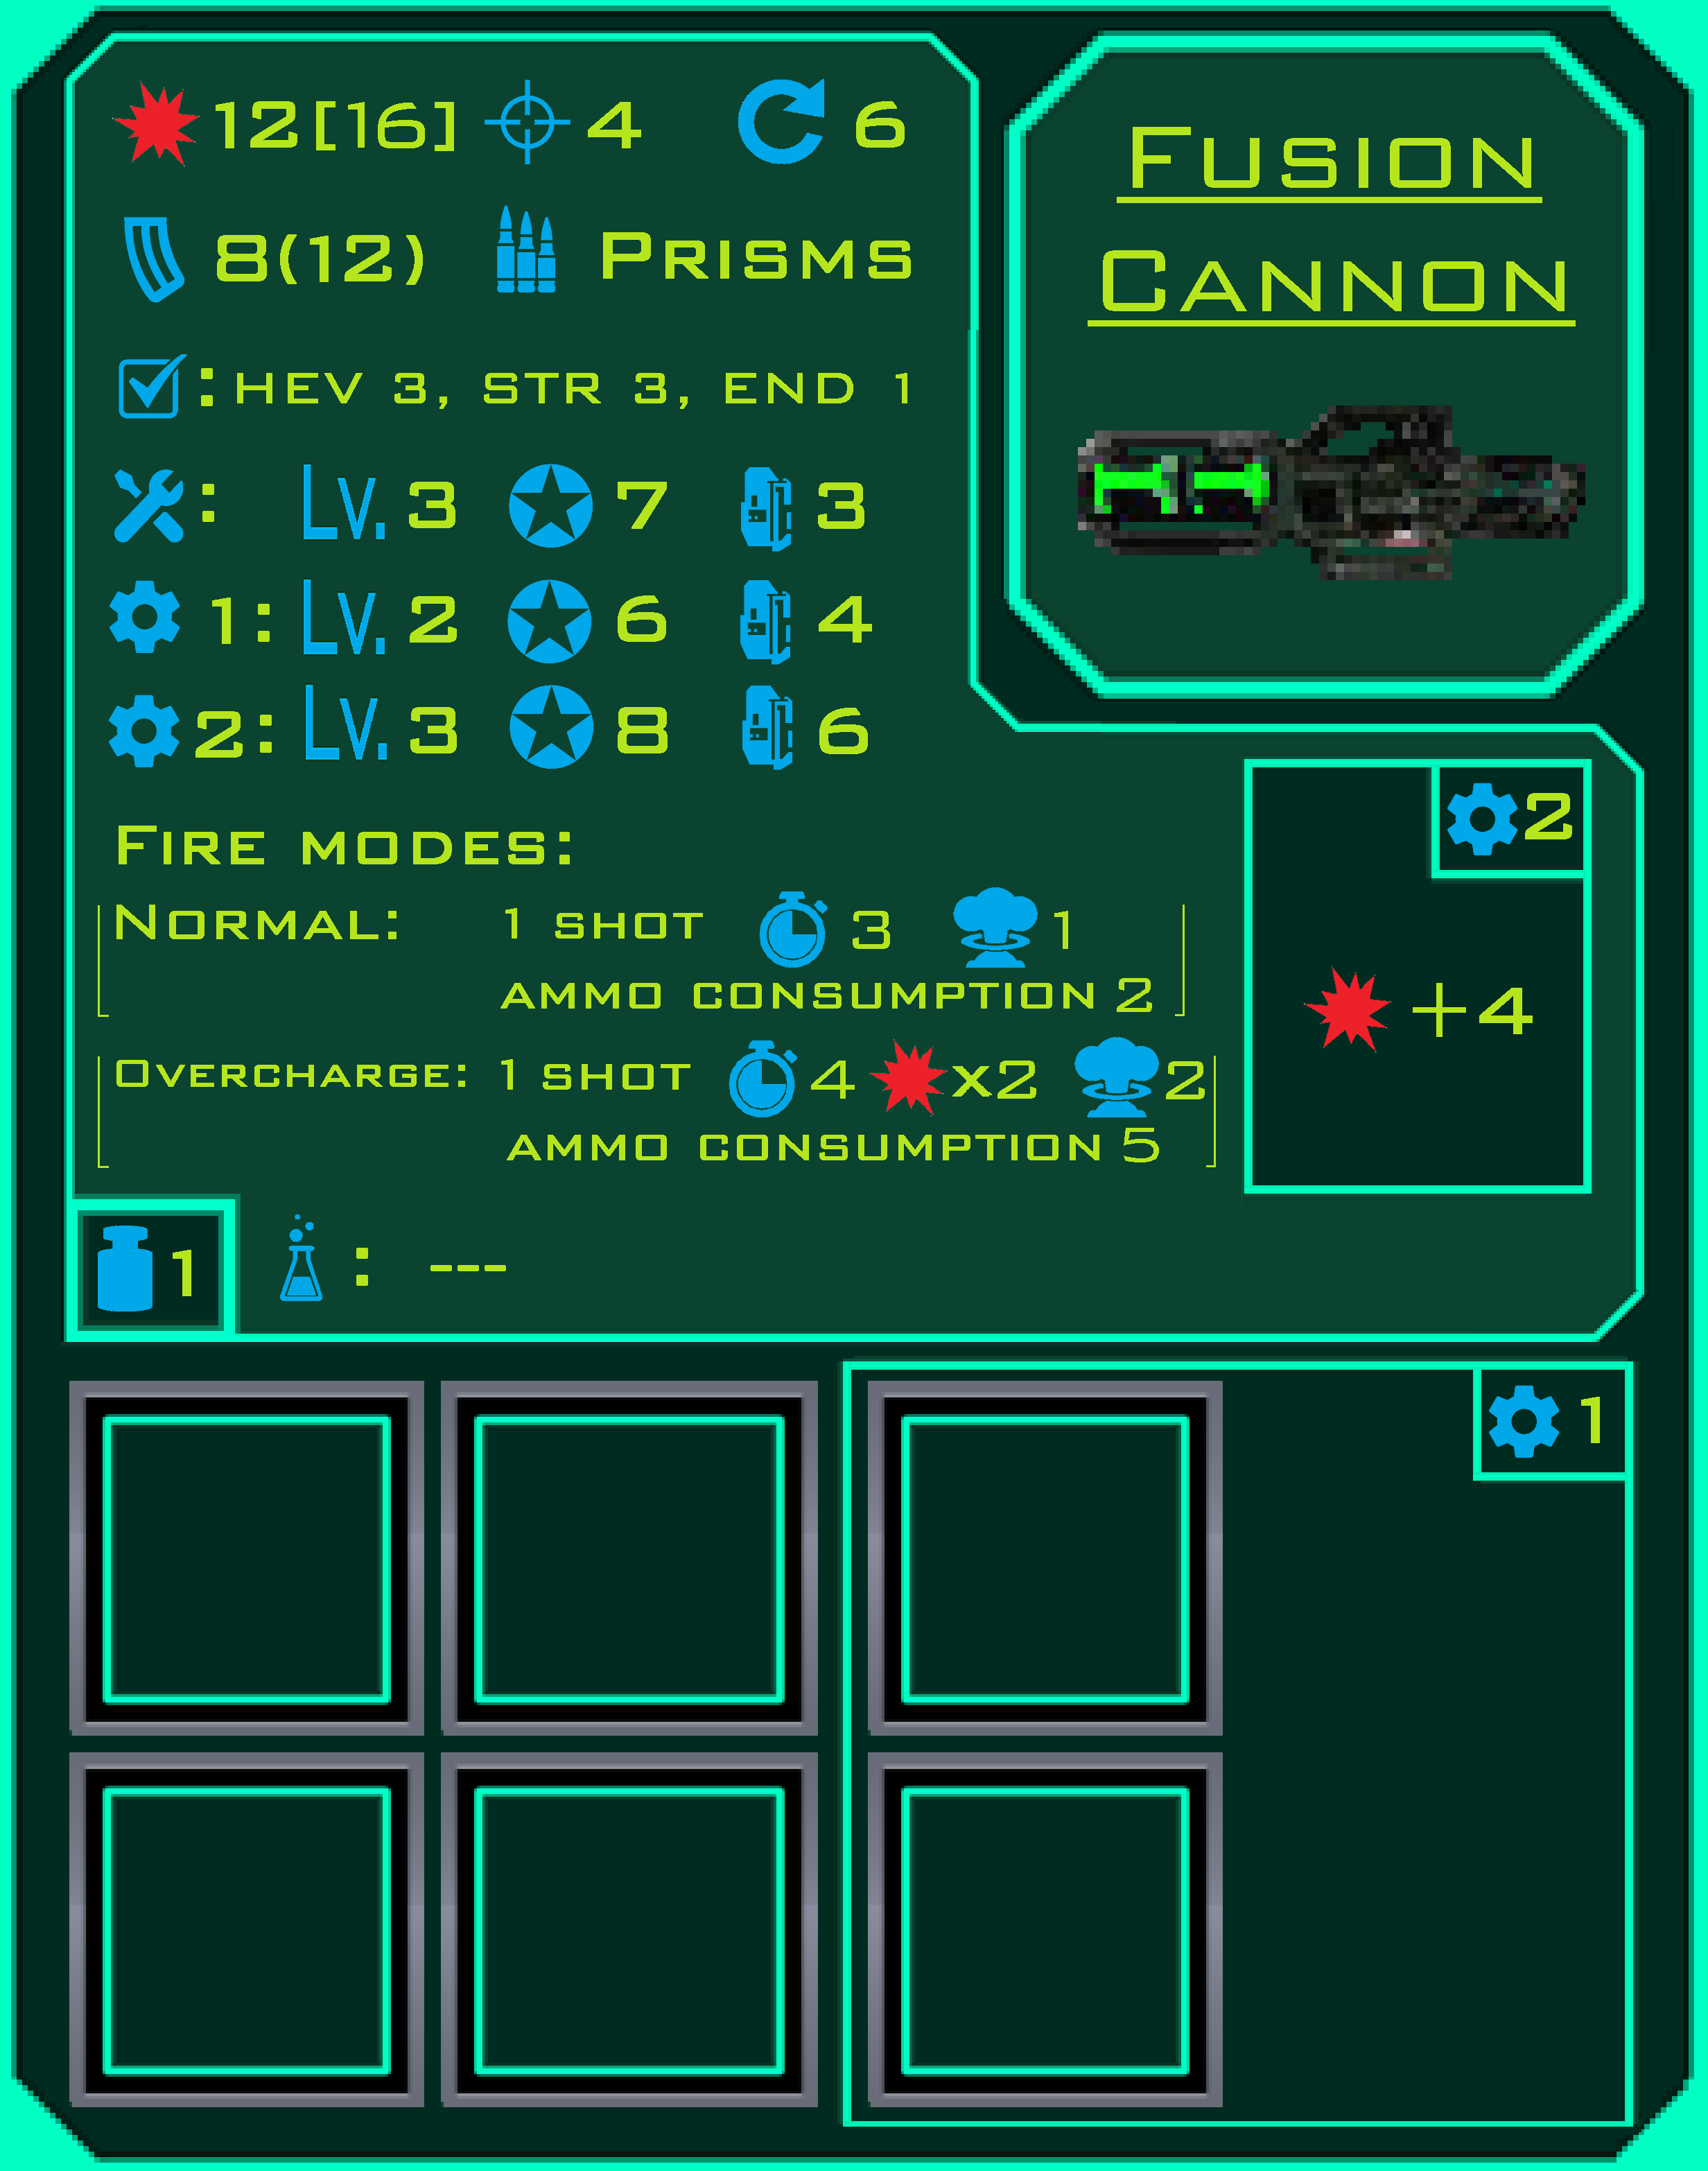 12[16] 4 6
8(12) PRISMS
: HEV 3, STR 3, END 1
: LV. 3 7 3
1: LV. 2 6 4
2: LV. 3 8 6
FUSION
CANNON
FIRE MODES:
NORMAL: 1 SHOT 3 1
AMMO CONSUMPTION 2
OVERCHARGE: 1 SHOT 4 X2 2
AMMO CONSUMPTION 5
2
+4
1 : ---
1